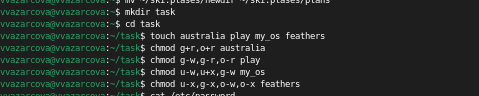 vvazarcova@vvazarcova:~$ mv ~/ski.plases/newdir ~/ski.plases/plans
vvazarcova@vvazarcova:~$ mkdir task
vvazarcova@vvazarcova:~$ cd task
vvazarcova@vvazarcova:~/task$ touch australia play my_os feathers
vvazarcova@vvazarcova:~/task$ chmod g+r,o+r australia
vvazarcova@vvazarcova:~/task$ chmod g-w,g-r,o-r play
vvazarcova@vvazarcova:~/task$ chmod u-w,u+x,g-w my_os
vvazarcova@vvazarcova:~/task$ chmod u-x,g-x,o-w,o-x feathers
vvazarcova@vvazarcova:~/task$ cat /etc/passwd